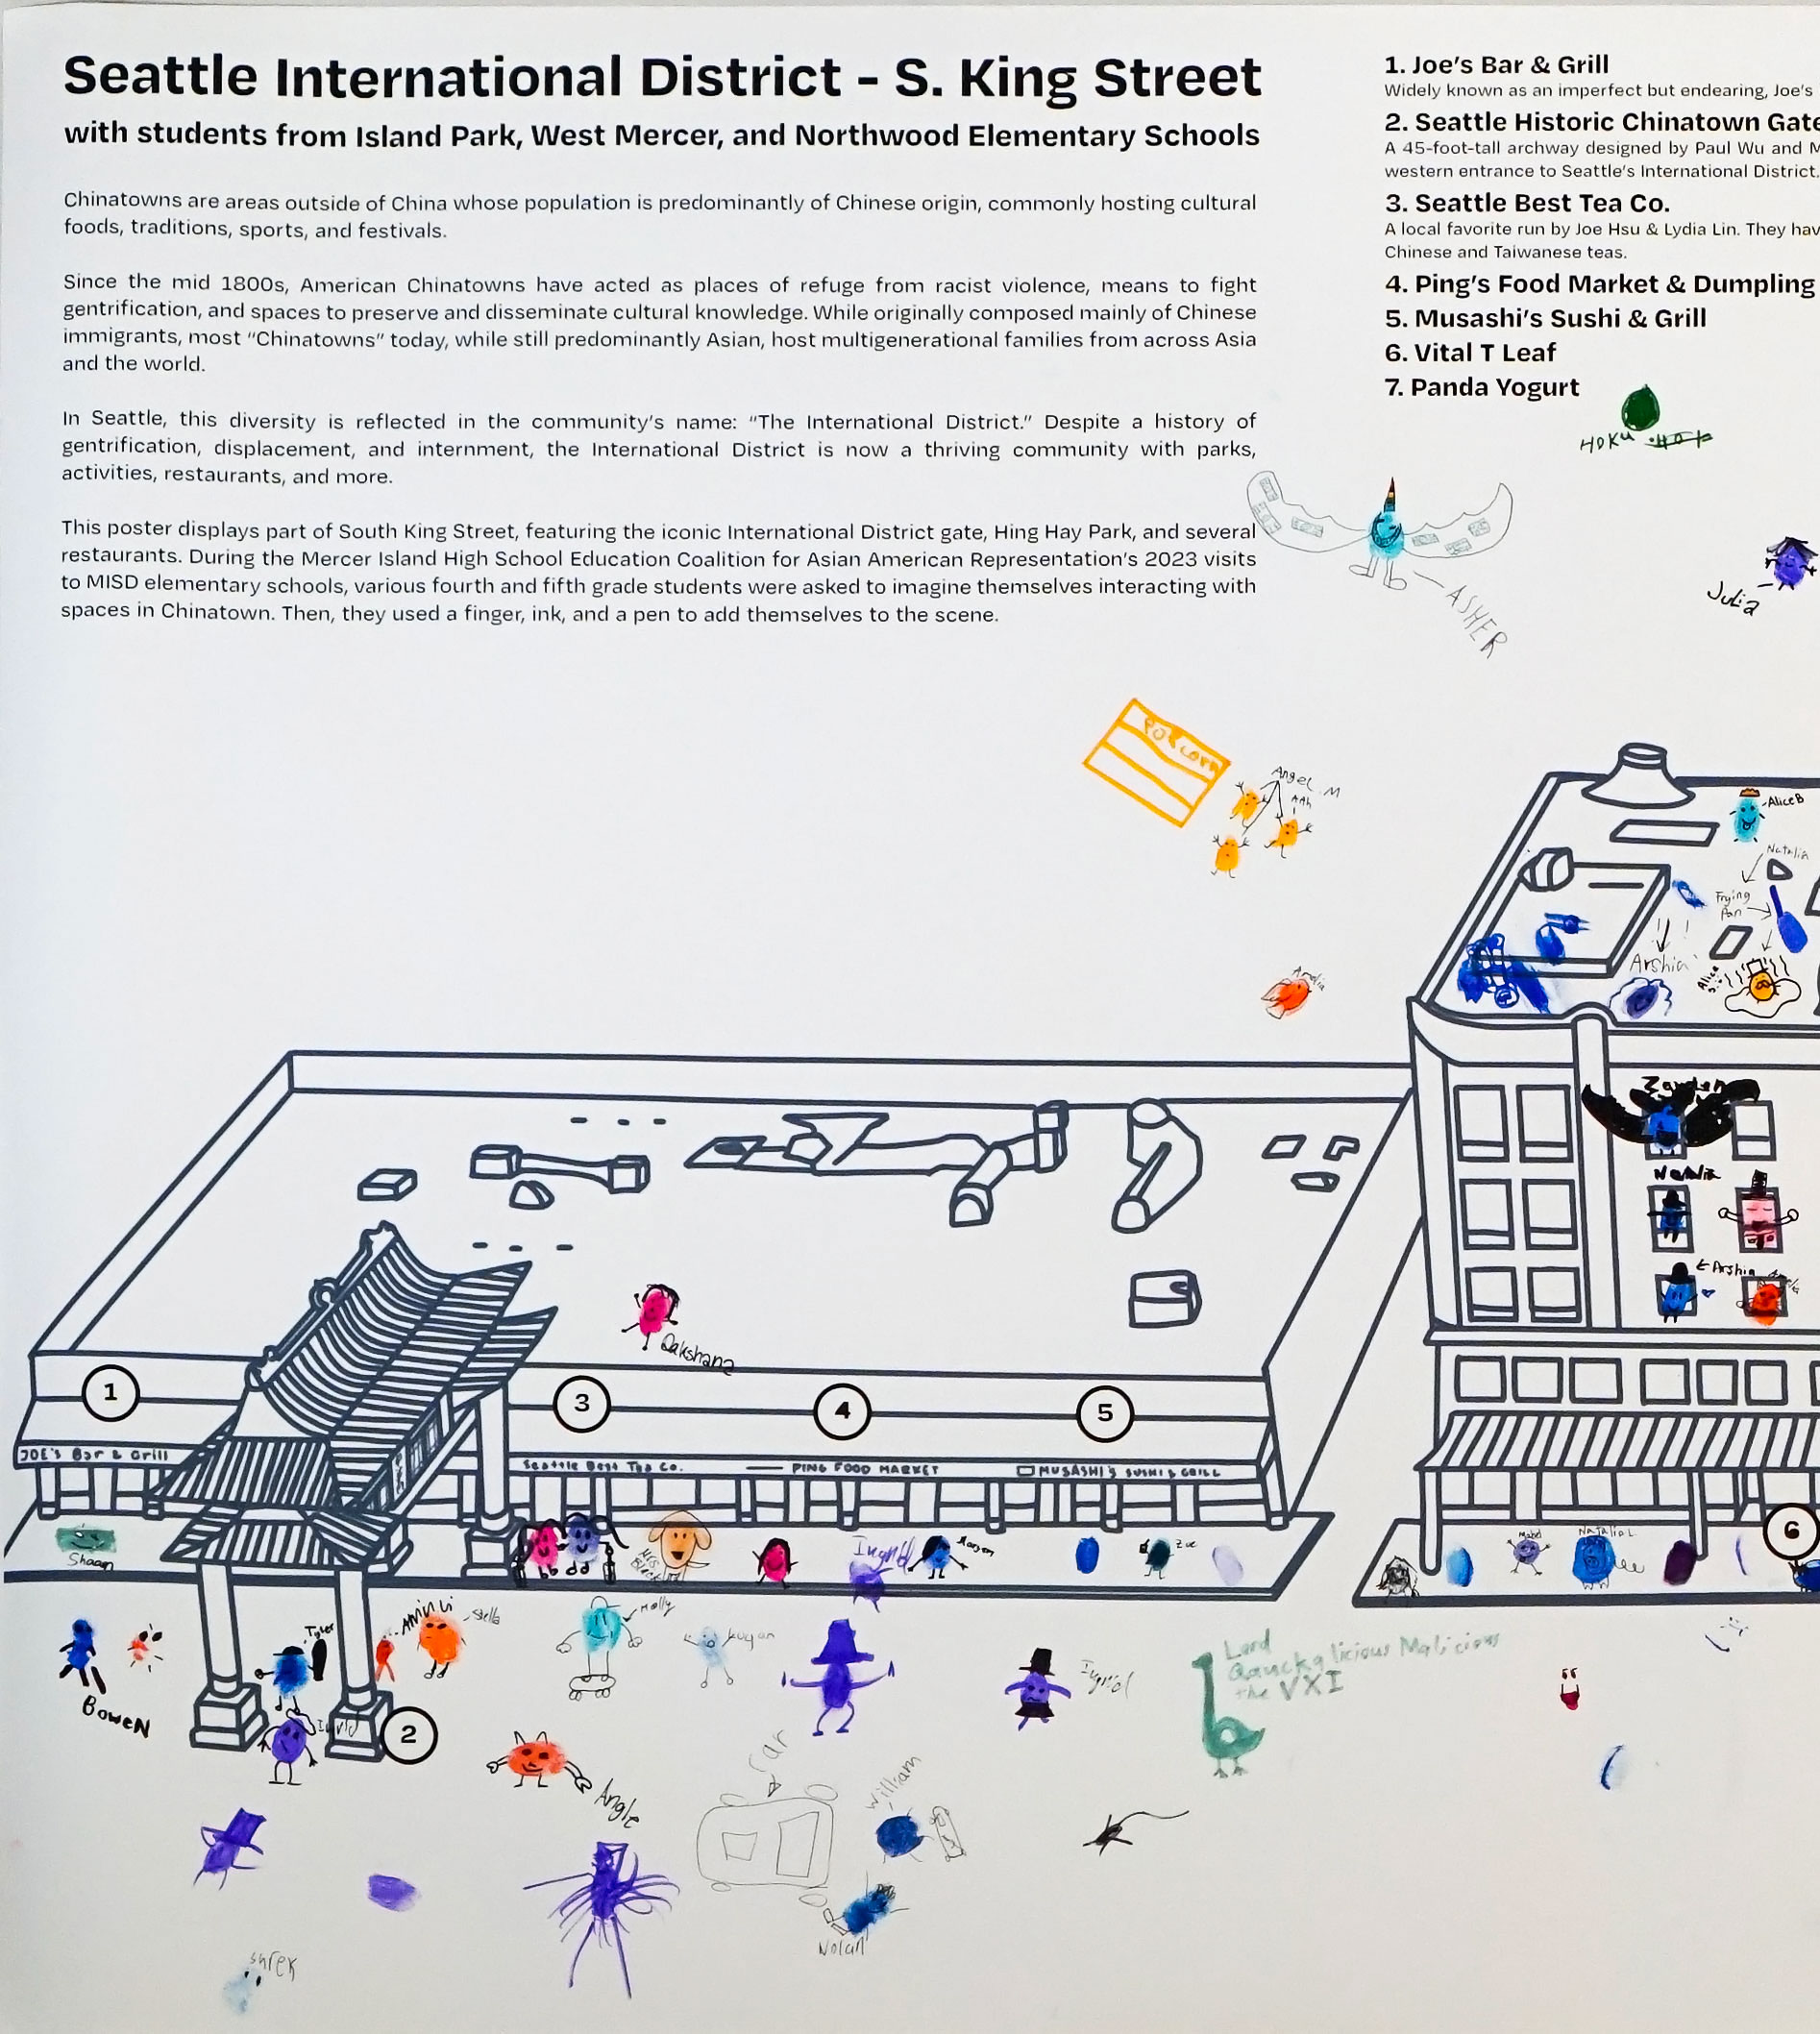 Seattle International District - S. King Street
with students from Island Park, West Mercer, and Northwood Elementary Schools
Chinatowns are areas outside of China whose population is predominantly of Chinese origin, commonly hosting cultural
foods, traditions, sports, and festivals.
Since the mid 1800s, American Chinatowns have acted as places of refuge from racist violence, means to fight
gentrification, and spaces to preserve and disseminate cultural knowledge. While originally composed mainly of Chinese
immigrants, most “Chinatowns” today, while still predominantly Asian, host multigenerational families from across Asia
and the world.
In Seattle, this diversity is reflected in the community’s name: “The International District.” Despite a history of
gentrification, displacement, and internment, the International District is now a thriving community with parks,
activities, restaurants, and more.
This poster displays part of South King Street, featuring the iconic International District gate, Hing Hay Park, and several
restaurants. During the Mercer Island High School Education Coalition for Asian American Representation’s 2023 visits
to MISD elementary schools, various fourth and fifth grade students were asked to imagine themselves interacting with
spaces in Chinatown. Then, they used a finger, ink, and a pen to add themselves to the scene.
1. Joe’s Bar & Grill
Widely known as an imperfect but endearing, Joe’s
2. Seattle Historic Chinatown Gate
A 45-foot-tall archway designed by Paul Wu and M
western entrance to Seattle’s International District.
3. Seattle Best Tea Co.
A local favorite run by Joe Hsu & Lydia Lin. They hav
Chinese and Taiwanese teas.
4. Ping’s Food Market & Dumpling
5. Musashi’s Sushi & Grill
6. Vital T Leaf
7. Panda Yogurt
HOKU
ASHER
Julia
POPcorn
Angel .M
Alice B
Natalia
Frying
Pan
Arshia
Alice
Amelia
Zayden
Natalia
Arshia
Amelia
Dakshana
1
3
4
5
JOE's Bar & Grill
Seattle Best Tea Co.
PING FOOD MARKET
MUSASHI's SUSHI & GRILL
6
Shaan
Mrs.
Ingrid
Zoe
Mabel
Natalia L
Bowen
Tyler
Amin Li
Stella
Molly
Ingrid
2
Ingrid
Lord
Quackalicious Malicious
the VXI
Angle
Car
William
Nolan
Shrek